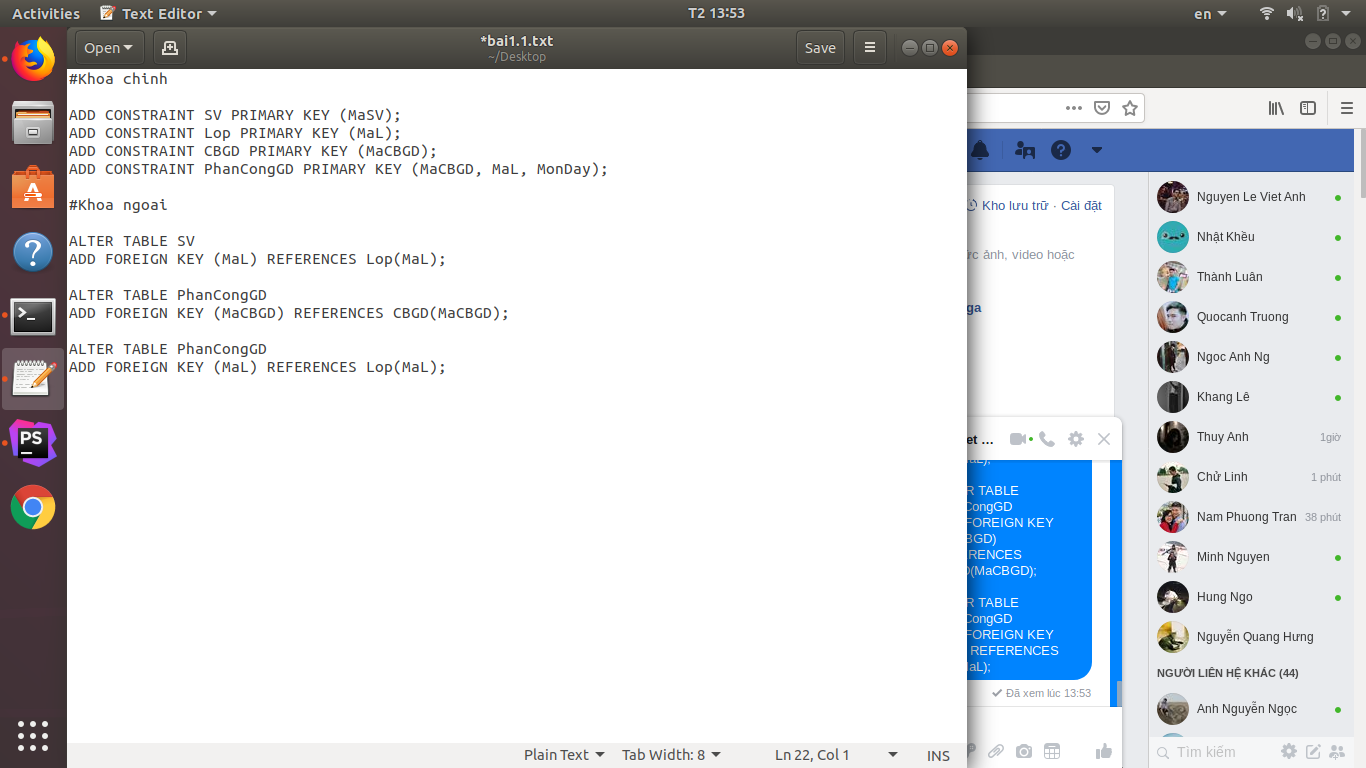 Activities
Text Editor
T2 13:53
en
Open
*bai1.1.txt
~/Desktop
Save
#Khoa chinh
ADD CONSTRAINT SV PRIMARY KEY (MaSV);
ADD CONSTRAINT Lop PRIMARY KEY (MaL);
ADD CONSTRAINT CBGD PRIMARY KEY (MaCBGD);
ADD CONSTRAINT PhanCongGD PRIMARY KEY (MaCBGD, MaL, MonDay);
#Khoa ngoai
ALTER TABLE SV
ADD FOREIGN KEY (MaL) REFERENCES Lop(MaL);
ALTER TABLE PhanCongGD
ADD FOREIGN KEY (MaCBGD) REFERENCES CBGD(MaCBGD);
ALTER TABLE PhanCongGD
ADD FOREIGN KEY (MaL) REFERENCES Lop(MaL);
Plain Text
Tab Width: 8
Ln 22, Col 1
INS
PS
Kho lưu trữ · Cài đặt
ảnh, video hoặc
ga
et ...
R TABLE
CongGD
FOREIGN KEY
BGD)
RENCES
(MaCBGD);
R TABLE
CongGD
FOREIGN KEY
REFERENCES
aL);
Đã xem lúc 13:53
Nguyen Le Viet Anh
Nhật Khều
Thành Luân
Quocanh Truong
Ngoc Anh Ng
Khang Lê
Thuy Anh 1giờ
Chử Linh 1 phút
Nam Phuong Tran 38 phút
Minh Nguyen
Hung Ngo
Nguyễn Quang Hưng
NGƯỜI LIÊN HỆ KHÁC (44)
Anh Nguyễn Ngọc
Tìm kiếm